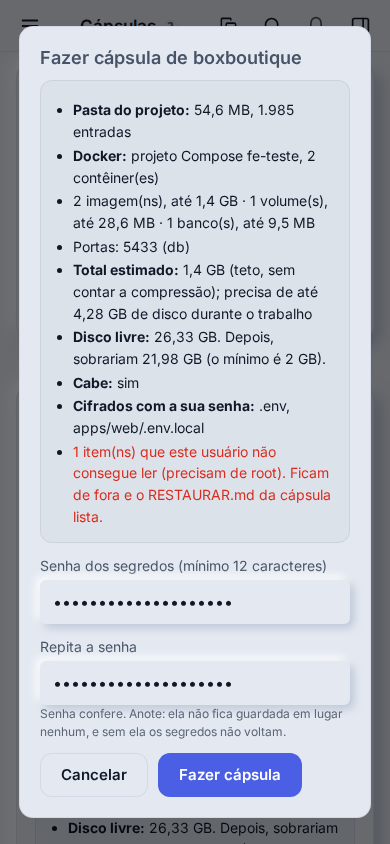 Cápsulas
Fazer cápsula de boxboutique
Pasta do projeto: 54,6 MB, 1.985
entradas
Docker: projeto Compose fe-teste, 2
contêiner(es)
2 imagem(ns), até 1,4 GB · 1 volume(s),
até 28,6 MB · 1 banco(s), até 9,5 MB
Portas: 5433 (db)
Total estimado: 1,4 GB (teto, sem
contar a compressão); precisa de até
4,28 GB de disco durante o trabalho
Disco livre: 26,33 GB. Depois,
sobrariam 21,98 GB (o mínimo é 2 GB).
Cabe: sim
Cifrados com a sua senha: .env,
apps/web/.env.local
1 item(ns) que este usuário não
consegue ler (precisam de root). Ficam
de fora e o RESTAURAR.md da cápsula
lista.
Senha dos segredos (mínimo 12 caracteres)
•••••••••••••••••••
Repita a senha
•••••••••••••••••••
Senha confere. Anote: ela não fica guardada em lugar
nenhum, e sem ela os segredos não voltam.
Cancelar
Fazer cápsula
Disco livre: 26,33 GB. Depois, sobrariam